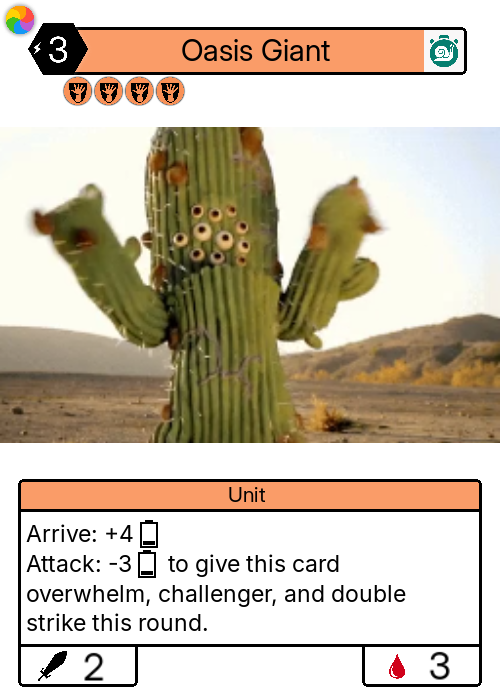 3
Oasis Giant
Unit
Arrive: +4
Attack: -3 to give this card
overwhelm, challenger, and double
strike this round.
2
3